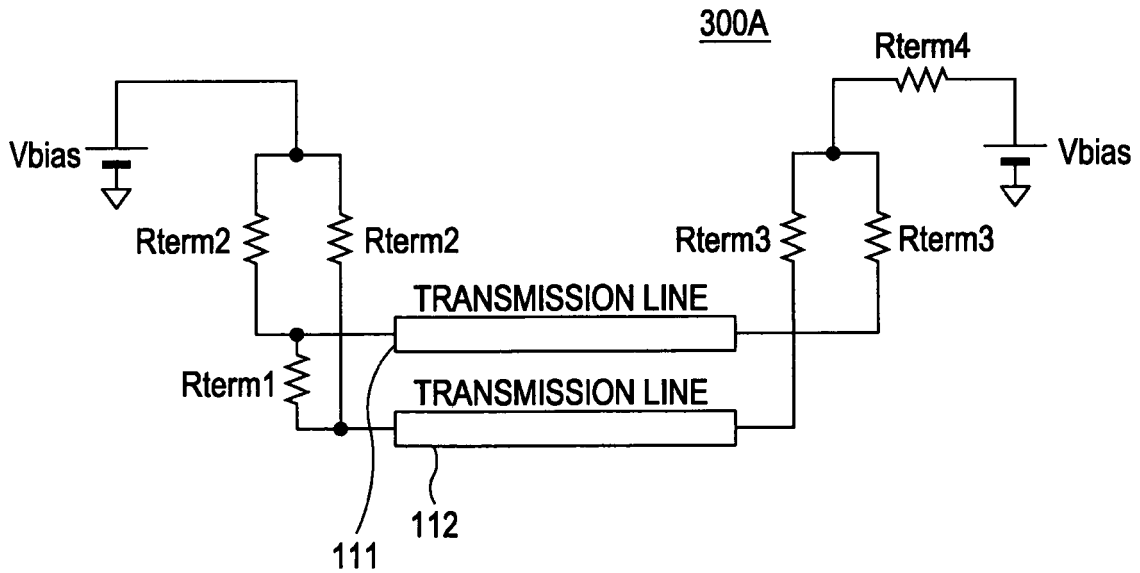 300A
Rterm4
Vbias
Vbias
Rterm2
Rterm2
Rterm3
Rterm3
TRANSMISSION LINE
Rterm1
TRANSMISSION LINE
112
111